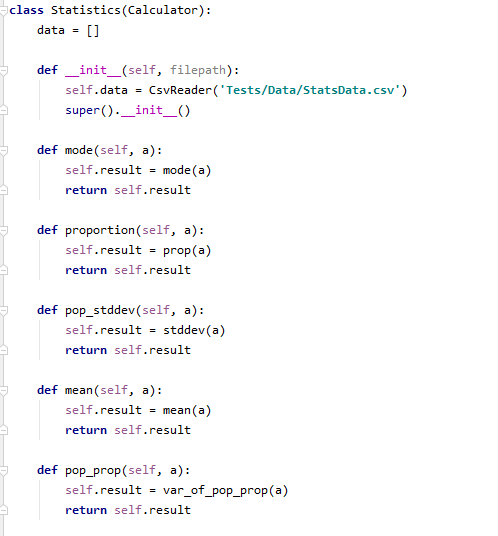 class Statistics(Calculator):
    data = []

    def __init__(self, filepath):
        self.data = CsvReader('Tests/Data/StatsData.csv')
        super().__init__()

    def mode(self, a):
        self.result = mode(a)
        return self.result

    def proportion(self, a):
        self.result = prop(a)
        return self.result

    def pop_stddev(self, a):
        self.result = stddev(a)
        return self.result

    def mean(self, a):
        self.result = mean(a)
        return self.result

    def pop_prop(self, a):
        self.result = var_of_pop_prop(a)
        return self.result